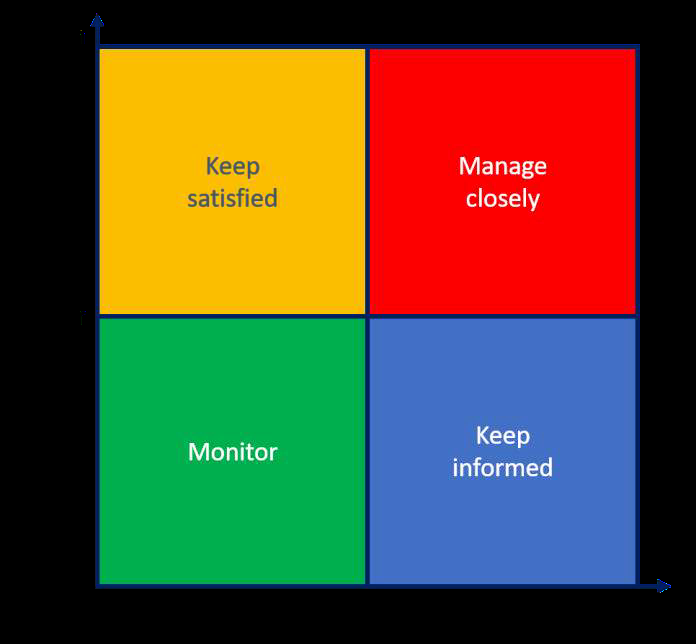 Keep
satisfied
Manage
closely
Monitor
Keep
informed